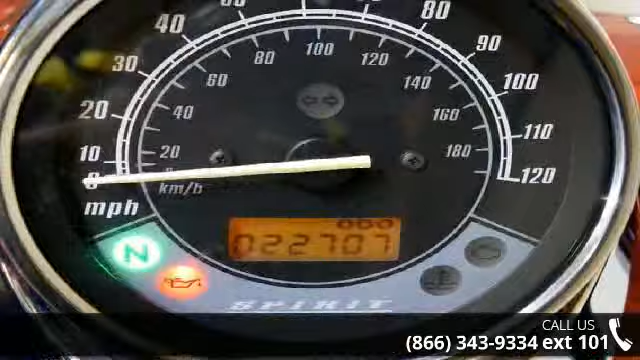 40 80
30 90
20 100
10 110
0 120
mph
20 40 60 80 100 120 140 160 180
km/h
N
ODO
022707
SPIRIT
CALL US
(866) 343-9334 ext 101